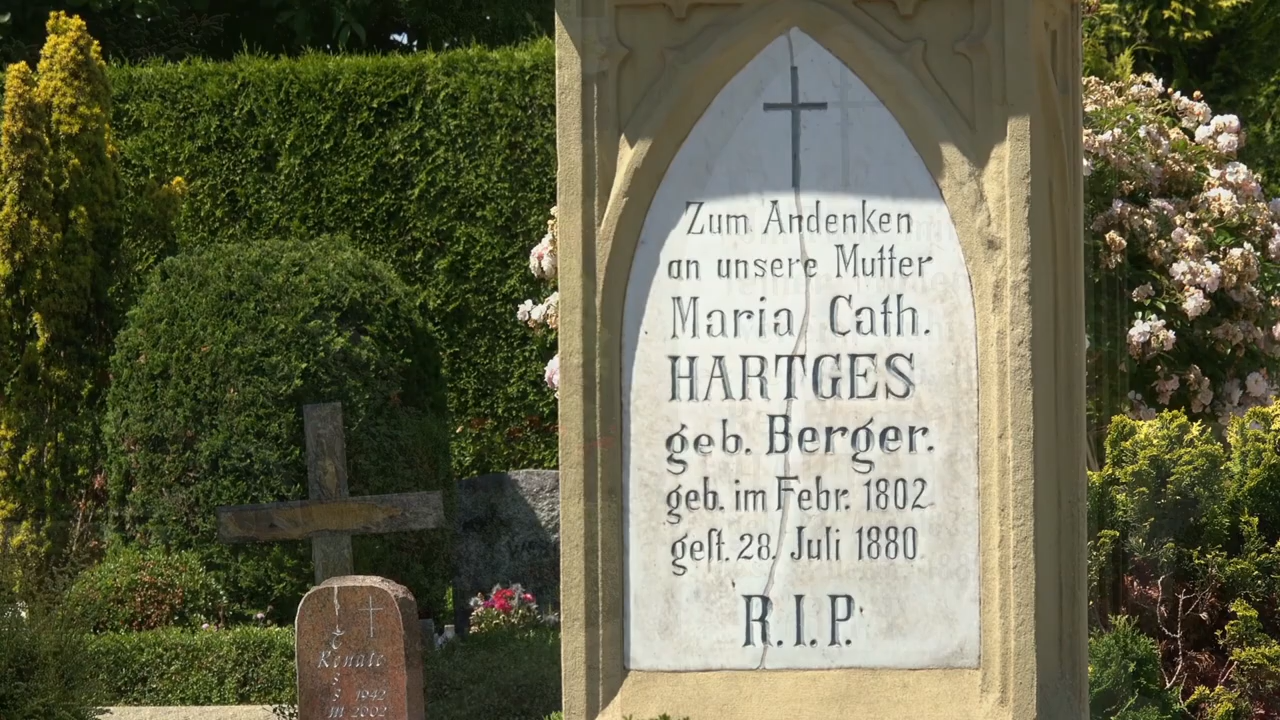 Zum Andenken
an unsere Mutter
Maria Cath.
HARTGES
geb. Berger.
geb. im Febr. 1802
geſt. 28. Juli 1880
R.I.P.
Renate
1942
2002